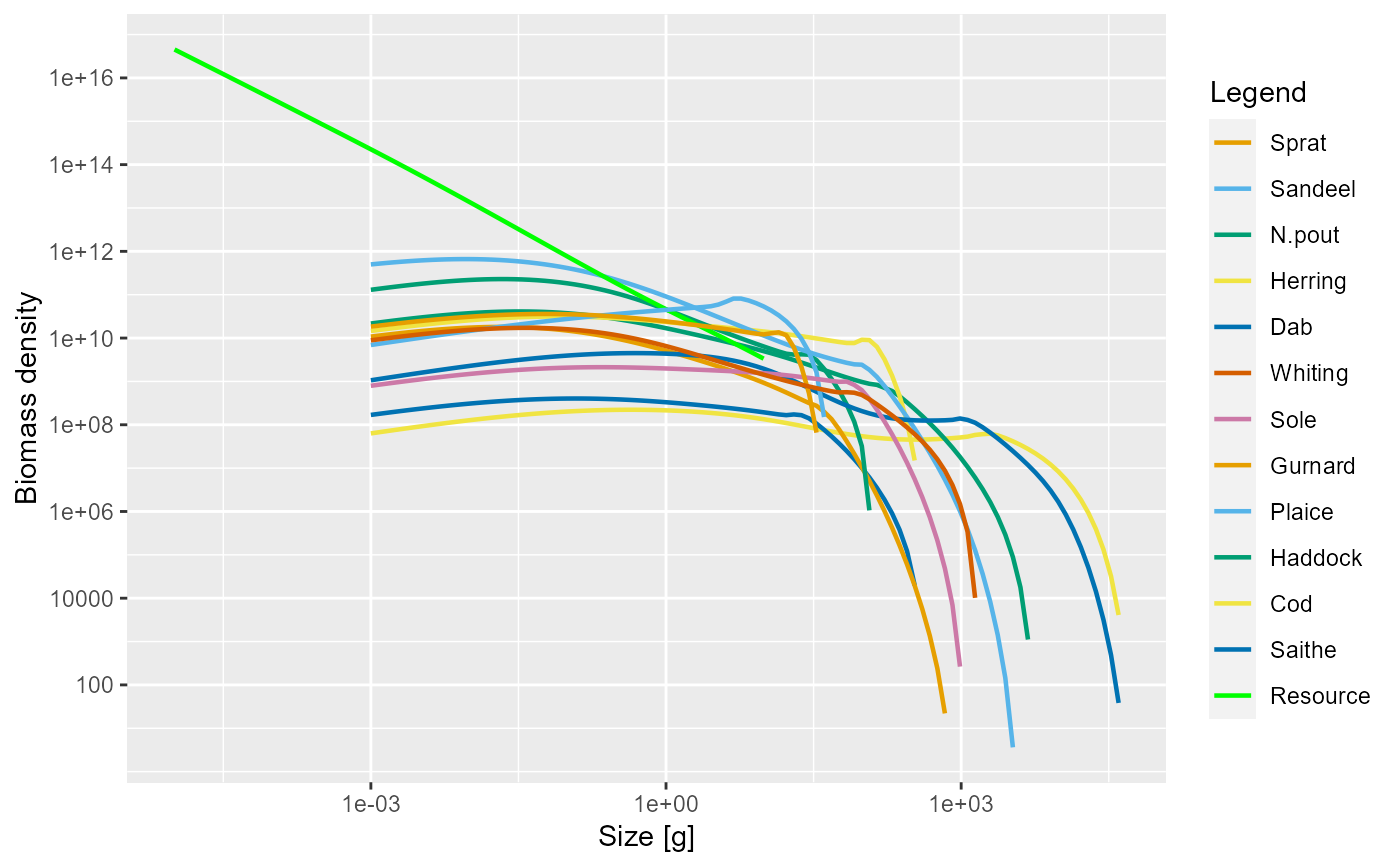 Biomass density
1e+16
1e+14
1e+12
1e+10
1e+08
1e+06
10000
100
1e-03
1e+00
1e+03
Size [g]
Legend
Sprat
Sandeel
N.pout
Herring
Dab
Whiting
Sole
Gurnard
Plaice
Haddock
Cod
Saithe
Resource